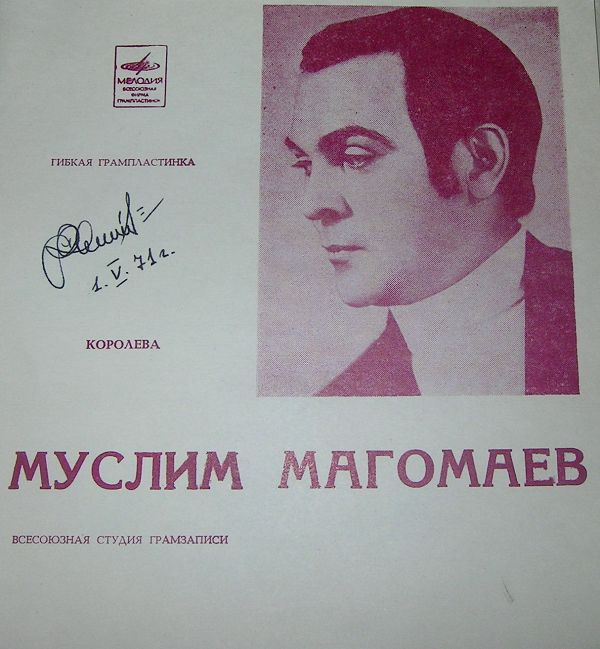 МЕЛОДИЯ
ВСЕСОЮЗНАЯ
ФИРМА
ГРАМПЛАСТИНОК
ГИБКАЯ ГРАМПЛАСТИНКА
1. V. 71 г.
КОРОЛЕВА
МУСЛИМ МАГОМАЕВ
ВСЕСОЮЗНАЯ СТУДИЯ ГРАМЗАПИСИ